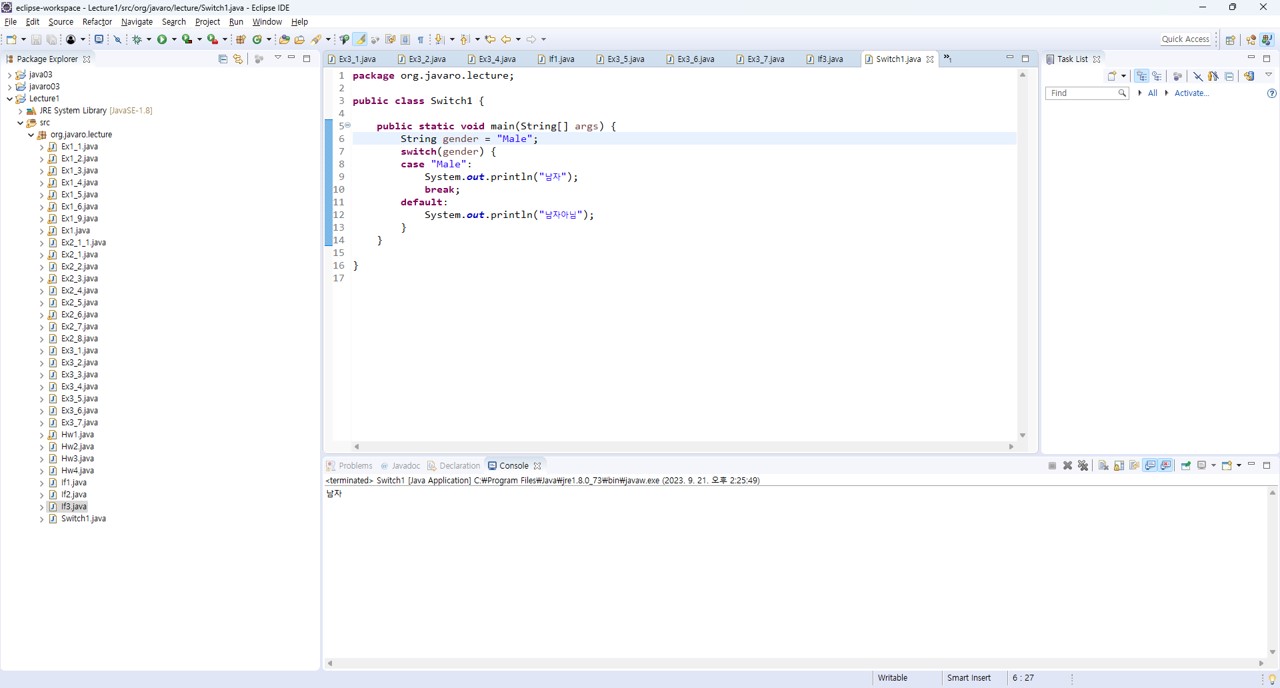 eclipse-workspace - Lecture1/src/org/javaro/lecture/Switch1.java - Eclipse IDE
File Edit Source Refactor Navigate Search Project Run Window Help
Quick Access
Package Explorer
java03
javaro03
Lecture1
JRE System Library [JavaSE-1.8]
src
org.javaro.lecture
Ex1_1.java
Ex1_2.java
Ex1_3.java
Ex1_4.java
Ex1_5.java
Ex1_6.java
Ex1_9.java
Ex1.java
Ex2_1_1.java
Ex2_1.java
Ex2_2.java
Ex2_3.java
Ex2_4.java
Ex2_5.java
Ex2_6.java
Ex2_7.java
Ex2_8.java
Ex3_1.java
Ex3_2.java
Ex3_3.java
Ex3_4.java
Ex3_5.java
Ex3_6.java
Ex3_7.java
Hw1.java
Hw2.java
Hw3.java
Hw4.java
If1.java
If2.java
If3.java
Switch1.java
Ex3_1.java Ex3_2.java Ex3_4.java If1.java Ex3_5.java Ex3_6.java Ex3_7.java If3.java Switch1.java »1
1 package org.javaro.lecture;
2
3 public class Switch1 {
4
5 public static void main(String[] args) {
6 String gender = "Male";
7 switch(gender) {
8 case "Male":
9 System.out.println("남자");
10 break;
11 default:
12 System.out.println("남자아님");
13 }
14 }
15
16 }
17
Task List
Find All Activate...
Problems Javadoc Declaration Console
<terminated> Switch1 [Java Application] C:₩Program Files₩Java₩jre1.8.0_73₩bin₩javaw.exe (2023. 9. 21. 오후 2:25:49)
남자
Writable Smart Insert 6 : 27